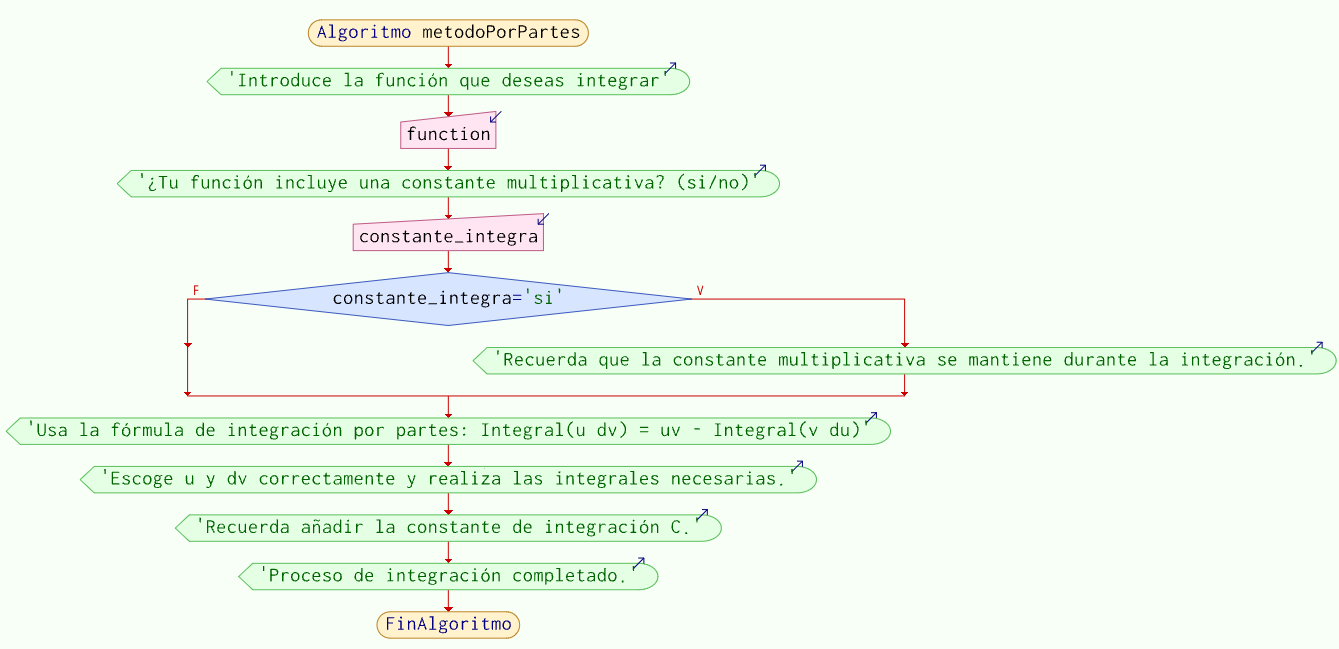 Algoritmo metodoPorPartes
'Introduce la función que deseas integrar'
function
'¿Tu función incluye una constante multiplicativa? (si/no)'
constante_integra
constante_integra='si'
F
V
'Recuerda que la constante multiplicativa se mantiene durante la integración.'
'Usa la fórmula de integración por partes: Integral(u dv) = uv - Integral(v du)'
'Escoge u y dv correctamente y realiza las integrales necesarias.'
'Recuerda añadir la constante de integración C.'
'Proceso de integración completado.'
FinAlgoritmo